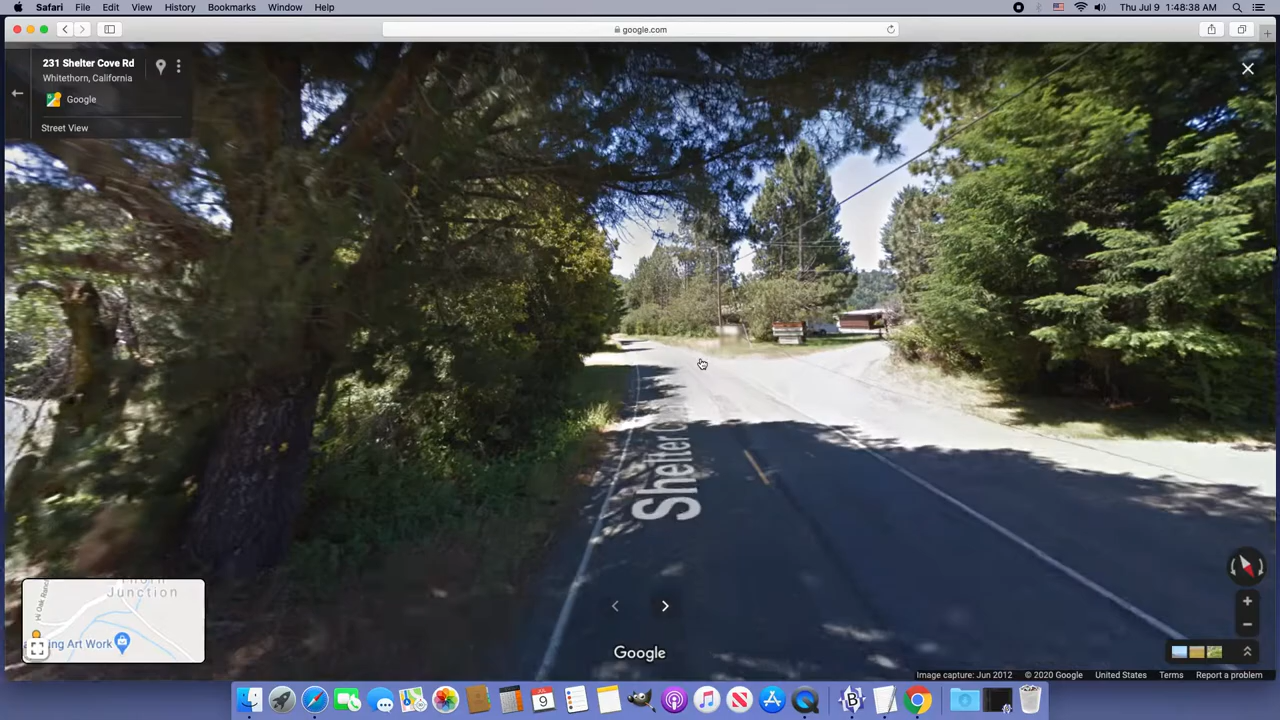 Safari File Edit View History Bookmarks Window Help Thu Jul 9 1:48:38 AM
google.com
231 Shelter Cove Rd
Whitethorn, California
Google
Street View
Shelter C
Junction
Art Work
Google
Image capture: Jun 2012 © 2020 Google United States Terms Report a problem
9